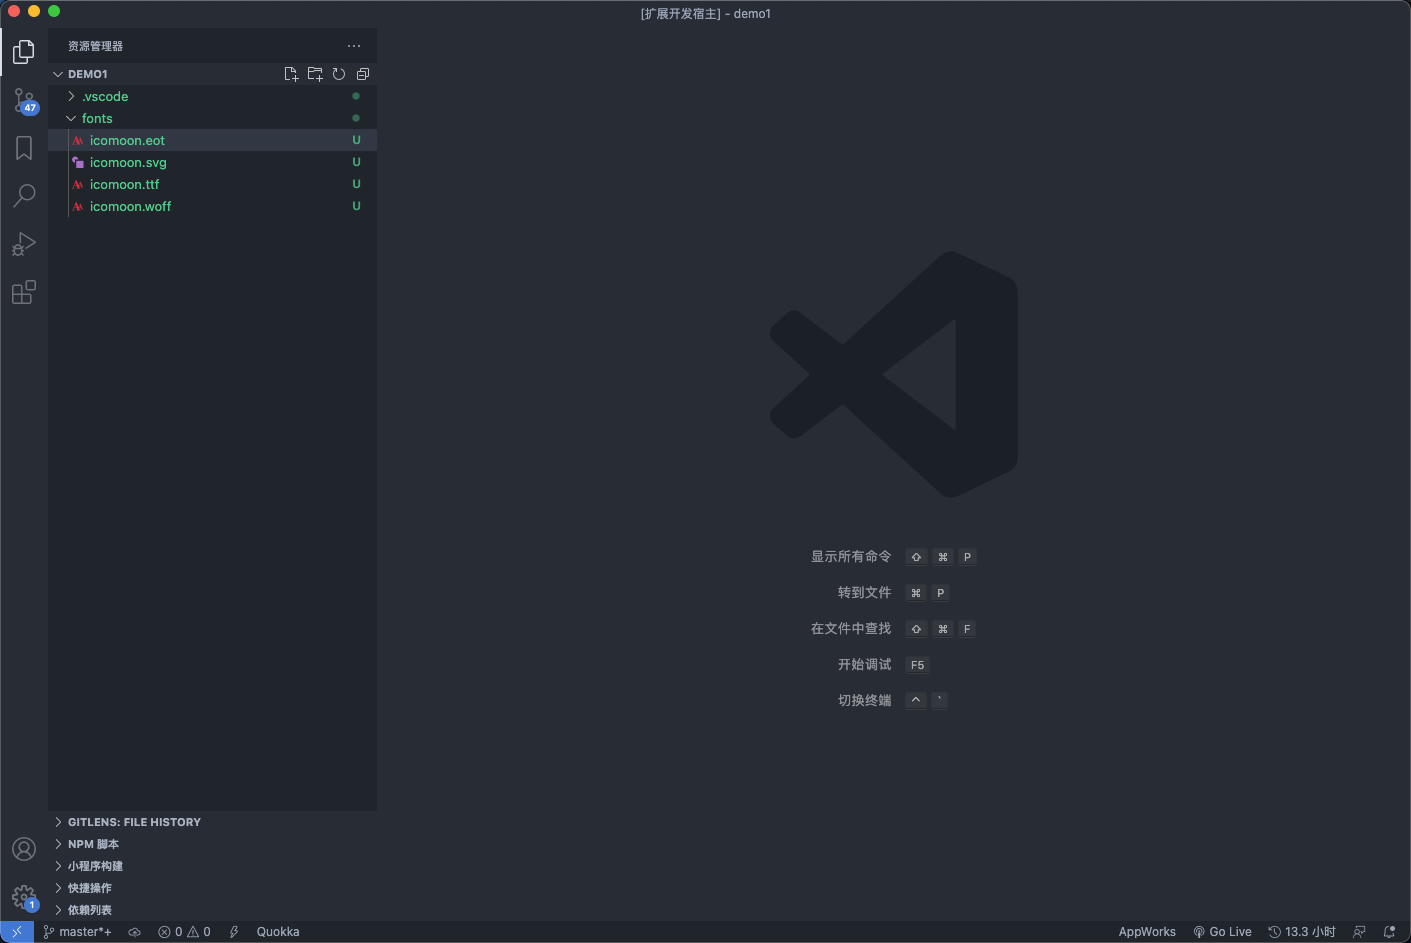 [扩展开发宿主] - demo1
资源管理器
DEMO1
47
.vscode
fonts
icomoon.eot U
icomoon.svg U
icomoon.ttf U
icomoon.woff U
显示所有命令 ⇧ ⌘ P
转到文件 ⌘ P
在文件中查找 ⇧ ⌘ F
开始调试 F5
切换终端 ^ `
GITLENS: FILE HISTORY
NPM 脚本
小程序构建
快捷操作
1
依赖列表
master*+ 0 0 Quokka AppWorks Go Live 13.3 小时